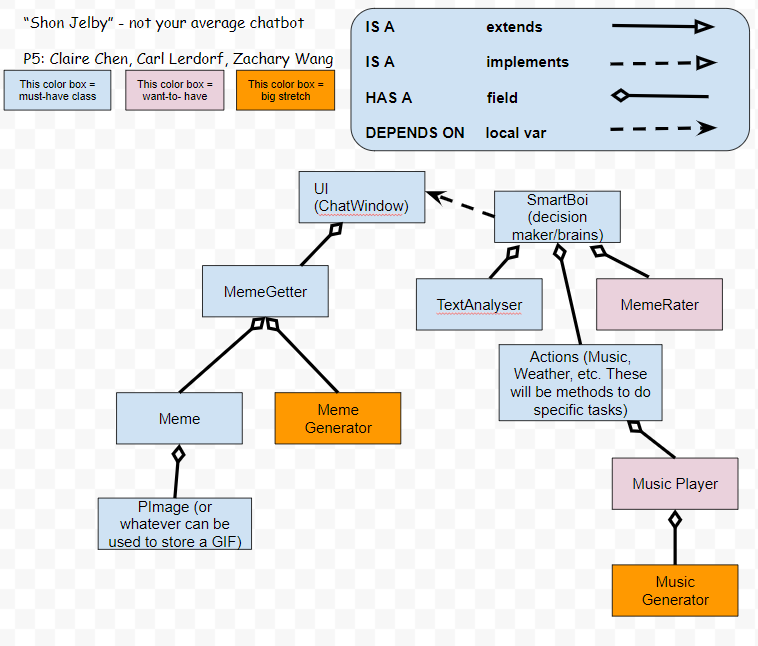 “Shon Jelby” - not your average chatbot
P5: Claire Chen, Carl Lerdorf, Zachary Wang
This color box =
must-have class
This color box =
want-to- have
This color box =
big stretch
IS A extends
IS A implements
HAS A field
DEPENDS ON local var
UI
(ChatWindow)
SmartBoi
(decision
maker/brains)
MemeGetter
TextAnalyser
MemeRater
Actions (Music,
Weather, etc. These
will be methods to do
specific tasks)
Meme
Meme
Generator
Music Player
PImage (or
whatever can be
used to store a GIF)
Music
Generator